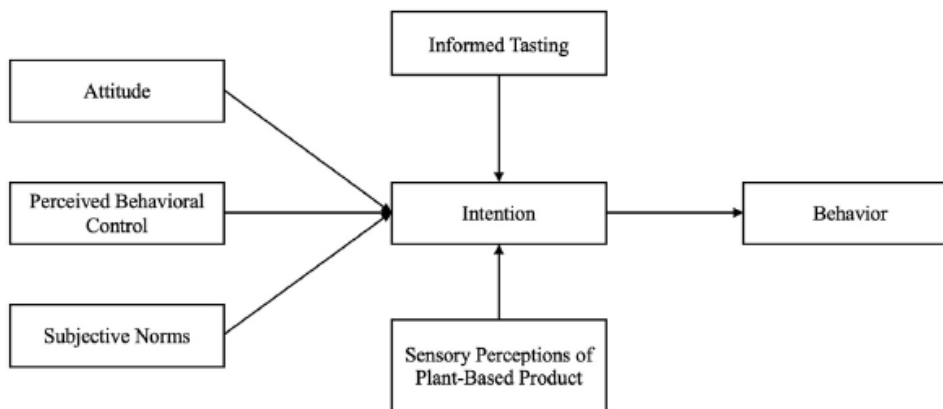 Informed Tasting
Attitude
Perceived Behavioral
Control
Intention
Behavior
Subjective Norms
Sensory Perceptions of
Plant-Based Product